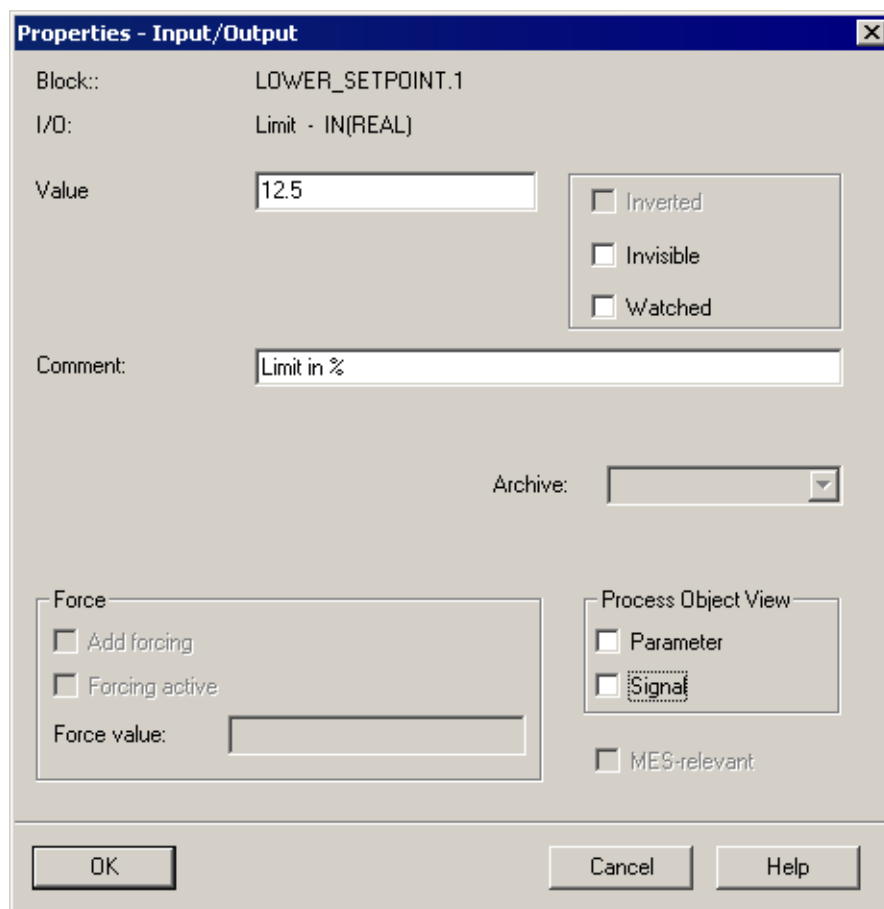 Properties - Input/Output
Block:: LOWER_SETPOINT.1
I/O: Limit - IN(REAL)
Value 12.5
Inverted
Invisible
Watched
Comment: Limit in %
Archive:
Force
Add forcing
Forcing active
Force value:
Process Object View
Parameter
Signal
MES-relevant
OK Cancel Help